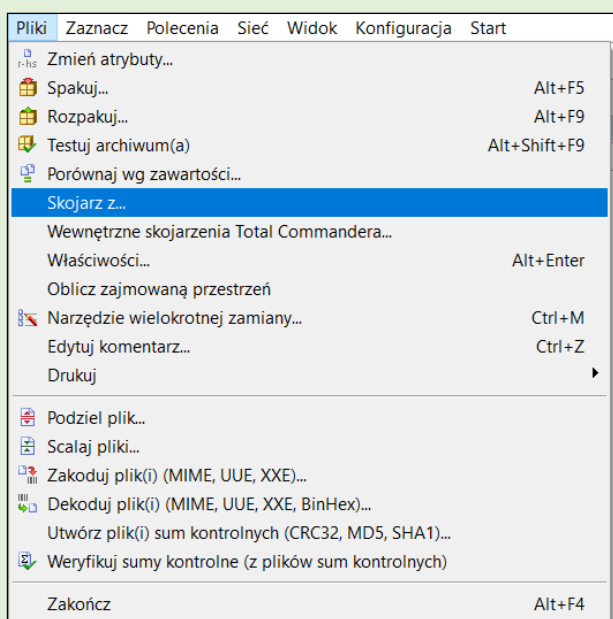 Pliki Zaznacz Polecenia Sieć Widok Konfiguracja Start
r-hs Zmień atrybuty...
Spakuj... Alt+F5
Rozpakuj... Alt+F9
Testuj archiwum(a) Alt+Shift+F9
Porównaj wg zawartości...
Skojarz z...
Wewnętrzne skojarzenia Total Commandera...
Właściwości... Alt+Enter
Oblicz zajmowaną przestrzeń
Narzędzie wielokrotnej zamiany... Ctrl+M
Edytuj komentarz... Ctrl+Z
Drukuj
Podziel plik...
Scalaj pliki...
Zakoduj plik(i) (MIME, UUE, XXE)...
Dekoduj plik(i) (MIME, UUE, XXE, BinHex)...
Utwórz plik(i) sum kontrolnych (CRC32, MD5, SHA1)...
Weryfikuj sumy kontrolne (z plików sum kontrolnych)
Zakończ Alt+F4